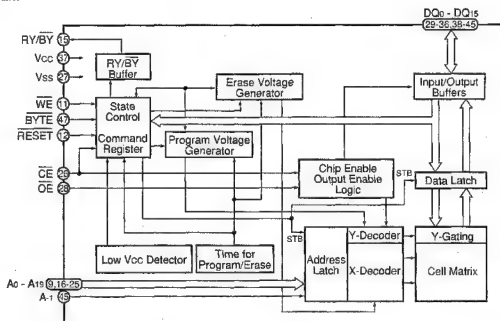 DQ0 - DQ15
29-36,38-45
RY/BY 15
Vcc 37
Vss 27
RY/BY
Buffer
Erase Voltage
Generator
Input/Output
Buffers
WE 11
BYTE 47
RESET 12
State
Control
Command
Register
Program Voltage
Generator
CE 26
OE 28
Chip Enable
Output Enable
Logic
STB
Data Latch
STB
Low Vcc Detector
Time for
Program/Erase
Address
Latch
Y-Decoder
X-Decoder
Y-Gating
Cell Matrix
A0 - A19 9,16-25
A-1 45